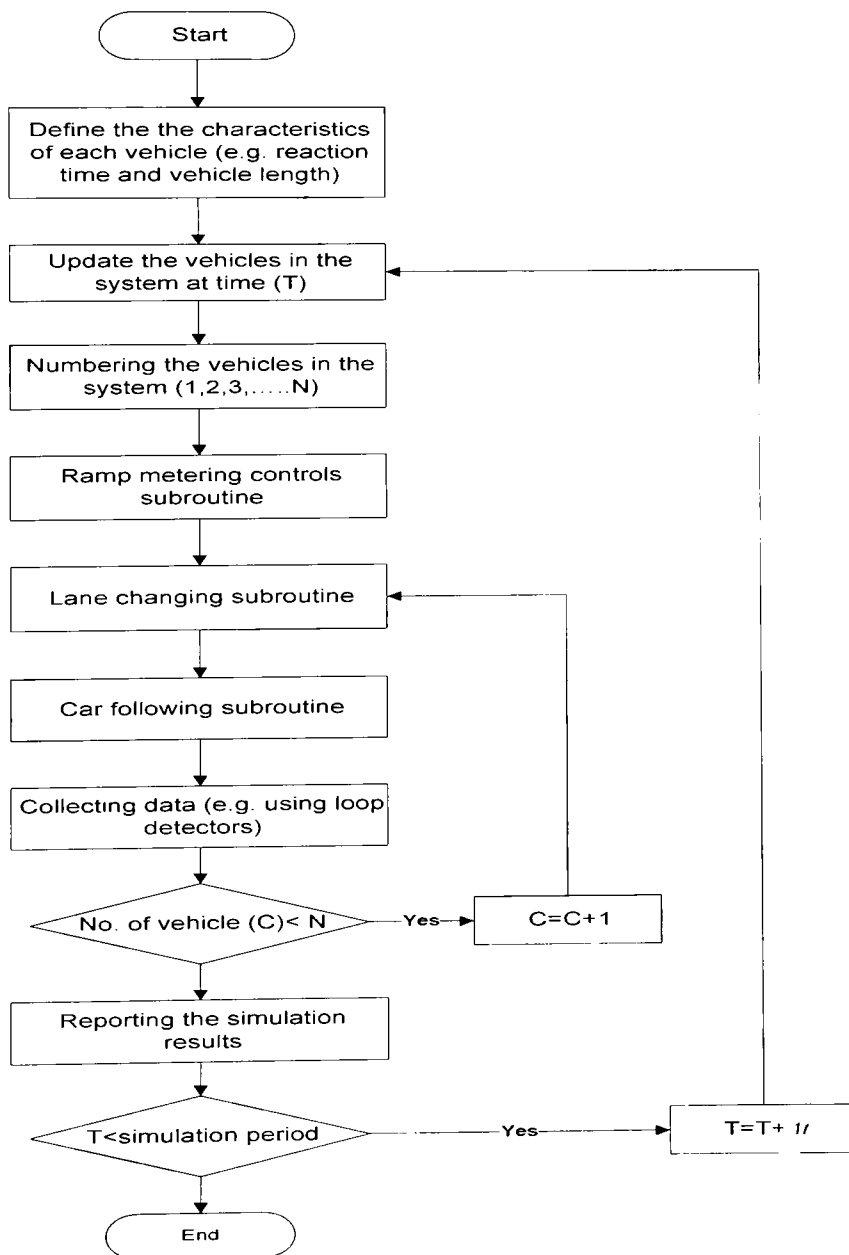 Start
Define the the characteristics
of each vehicle (e.g. reaction
time and vehicle length)
Update the vehicles in the
system at time (T)
Numbering the vehicles in the
system (1,2,3,.....N)
Ramp metering controls
subroutine
Lane changing subroutine
Car following subroutine
Collecting data (e.g. using loop
detectors)
No. of vehicle (C)< N
Yes
C=C+1
Reporting the simulation
results
T<simulation period
Yes
T=T+
End